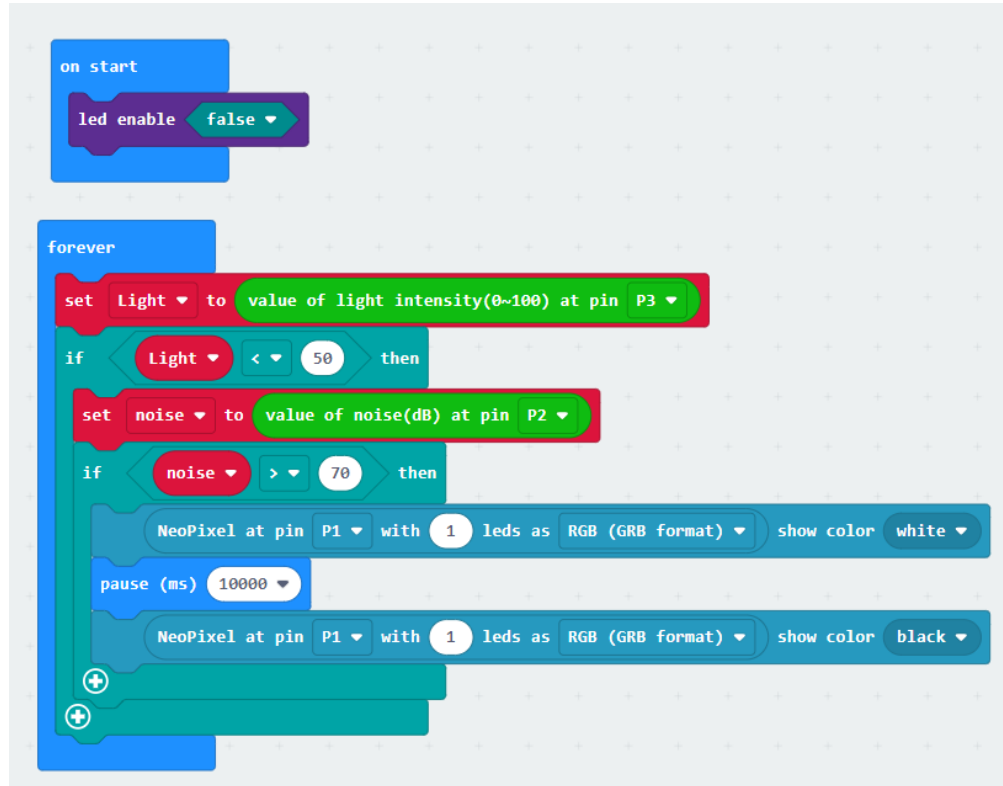 on start
led enable false
forever
set Light to value of light intensity(0~100) at pin P3
if Light < 50 then
set noise to value of noise(dB) at pin P2
if noise > 70 then
NeoPixel at pin P1 with 1 leds as RGB (GRB format) show color white
pause (ms) 10000
NeoPixel at pin P1 with 1 leds as RGB (GRB format) show color black